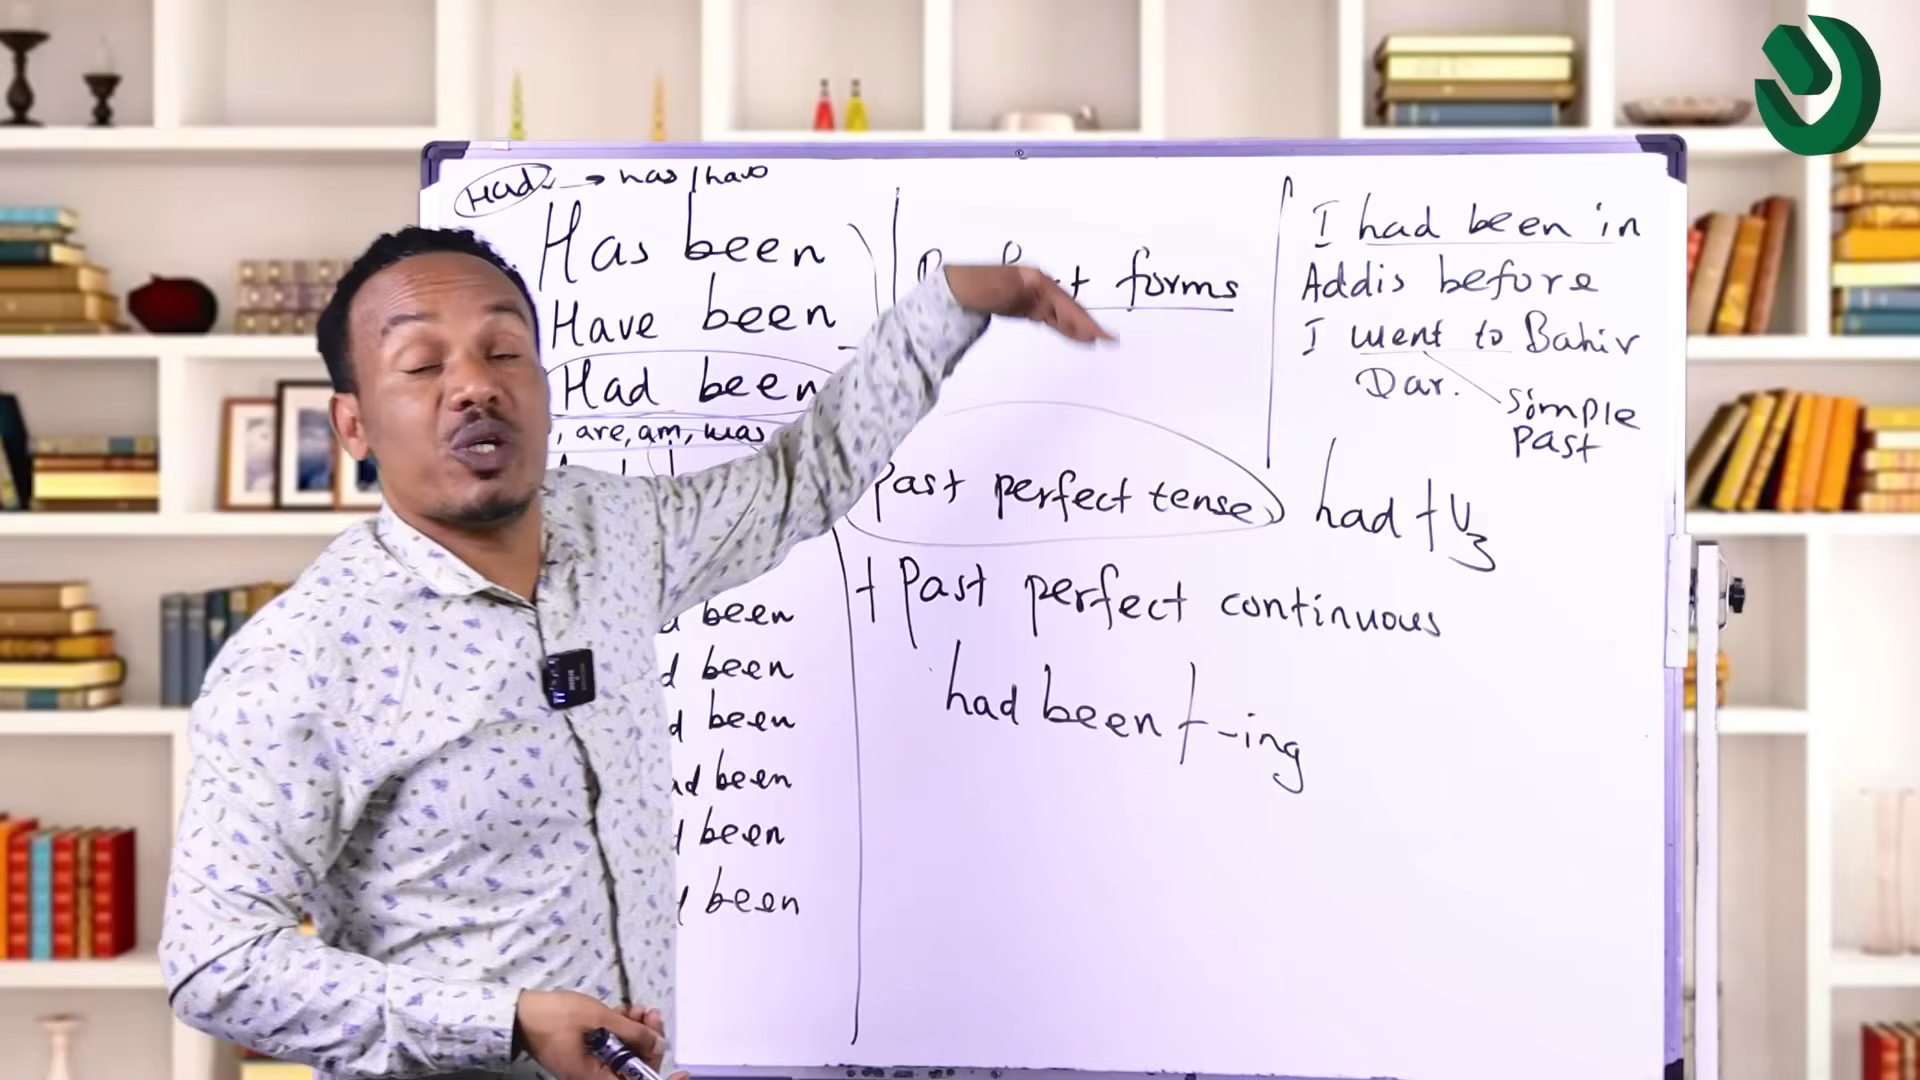 Had → has / have
Has been
Have been
Had been
, are, am, was
been
been
been
been
been
been
forms
Past perfect tense
had + V3
+ Past perfect continuous
had been + -ing
I had been in
Addis before
I went to Bahir
Dar.
simple
past